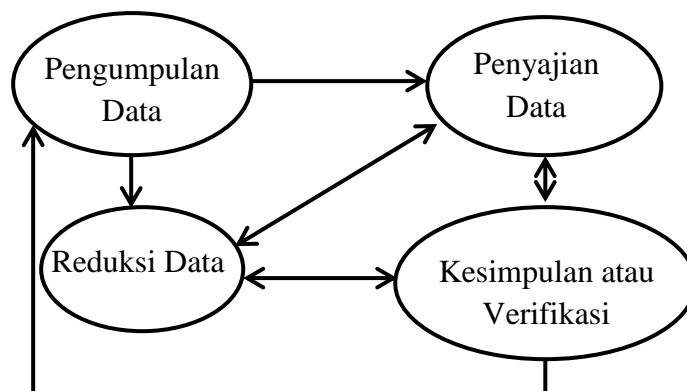 Pengumpulan
Data
Penyajian
Data
Reduksi Data
Kesimpulan atau
Verifikasi